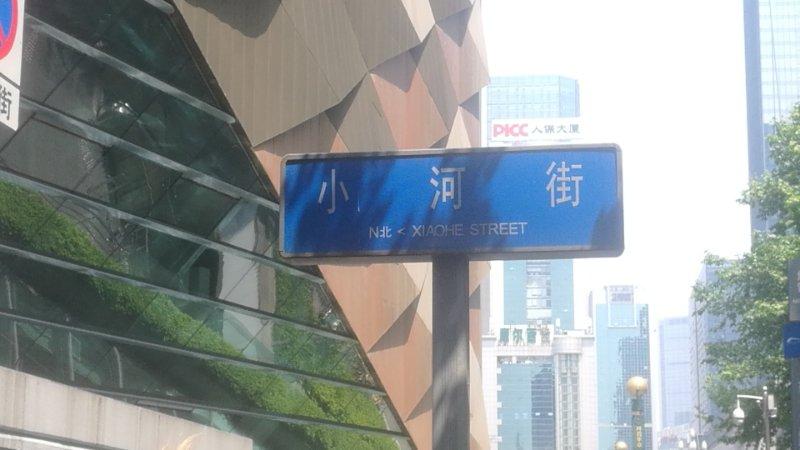 街
PICC 人保大厦
小 河 街
N北 < XIAOHE STREET